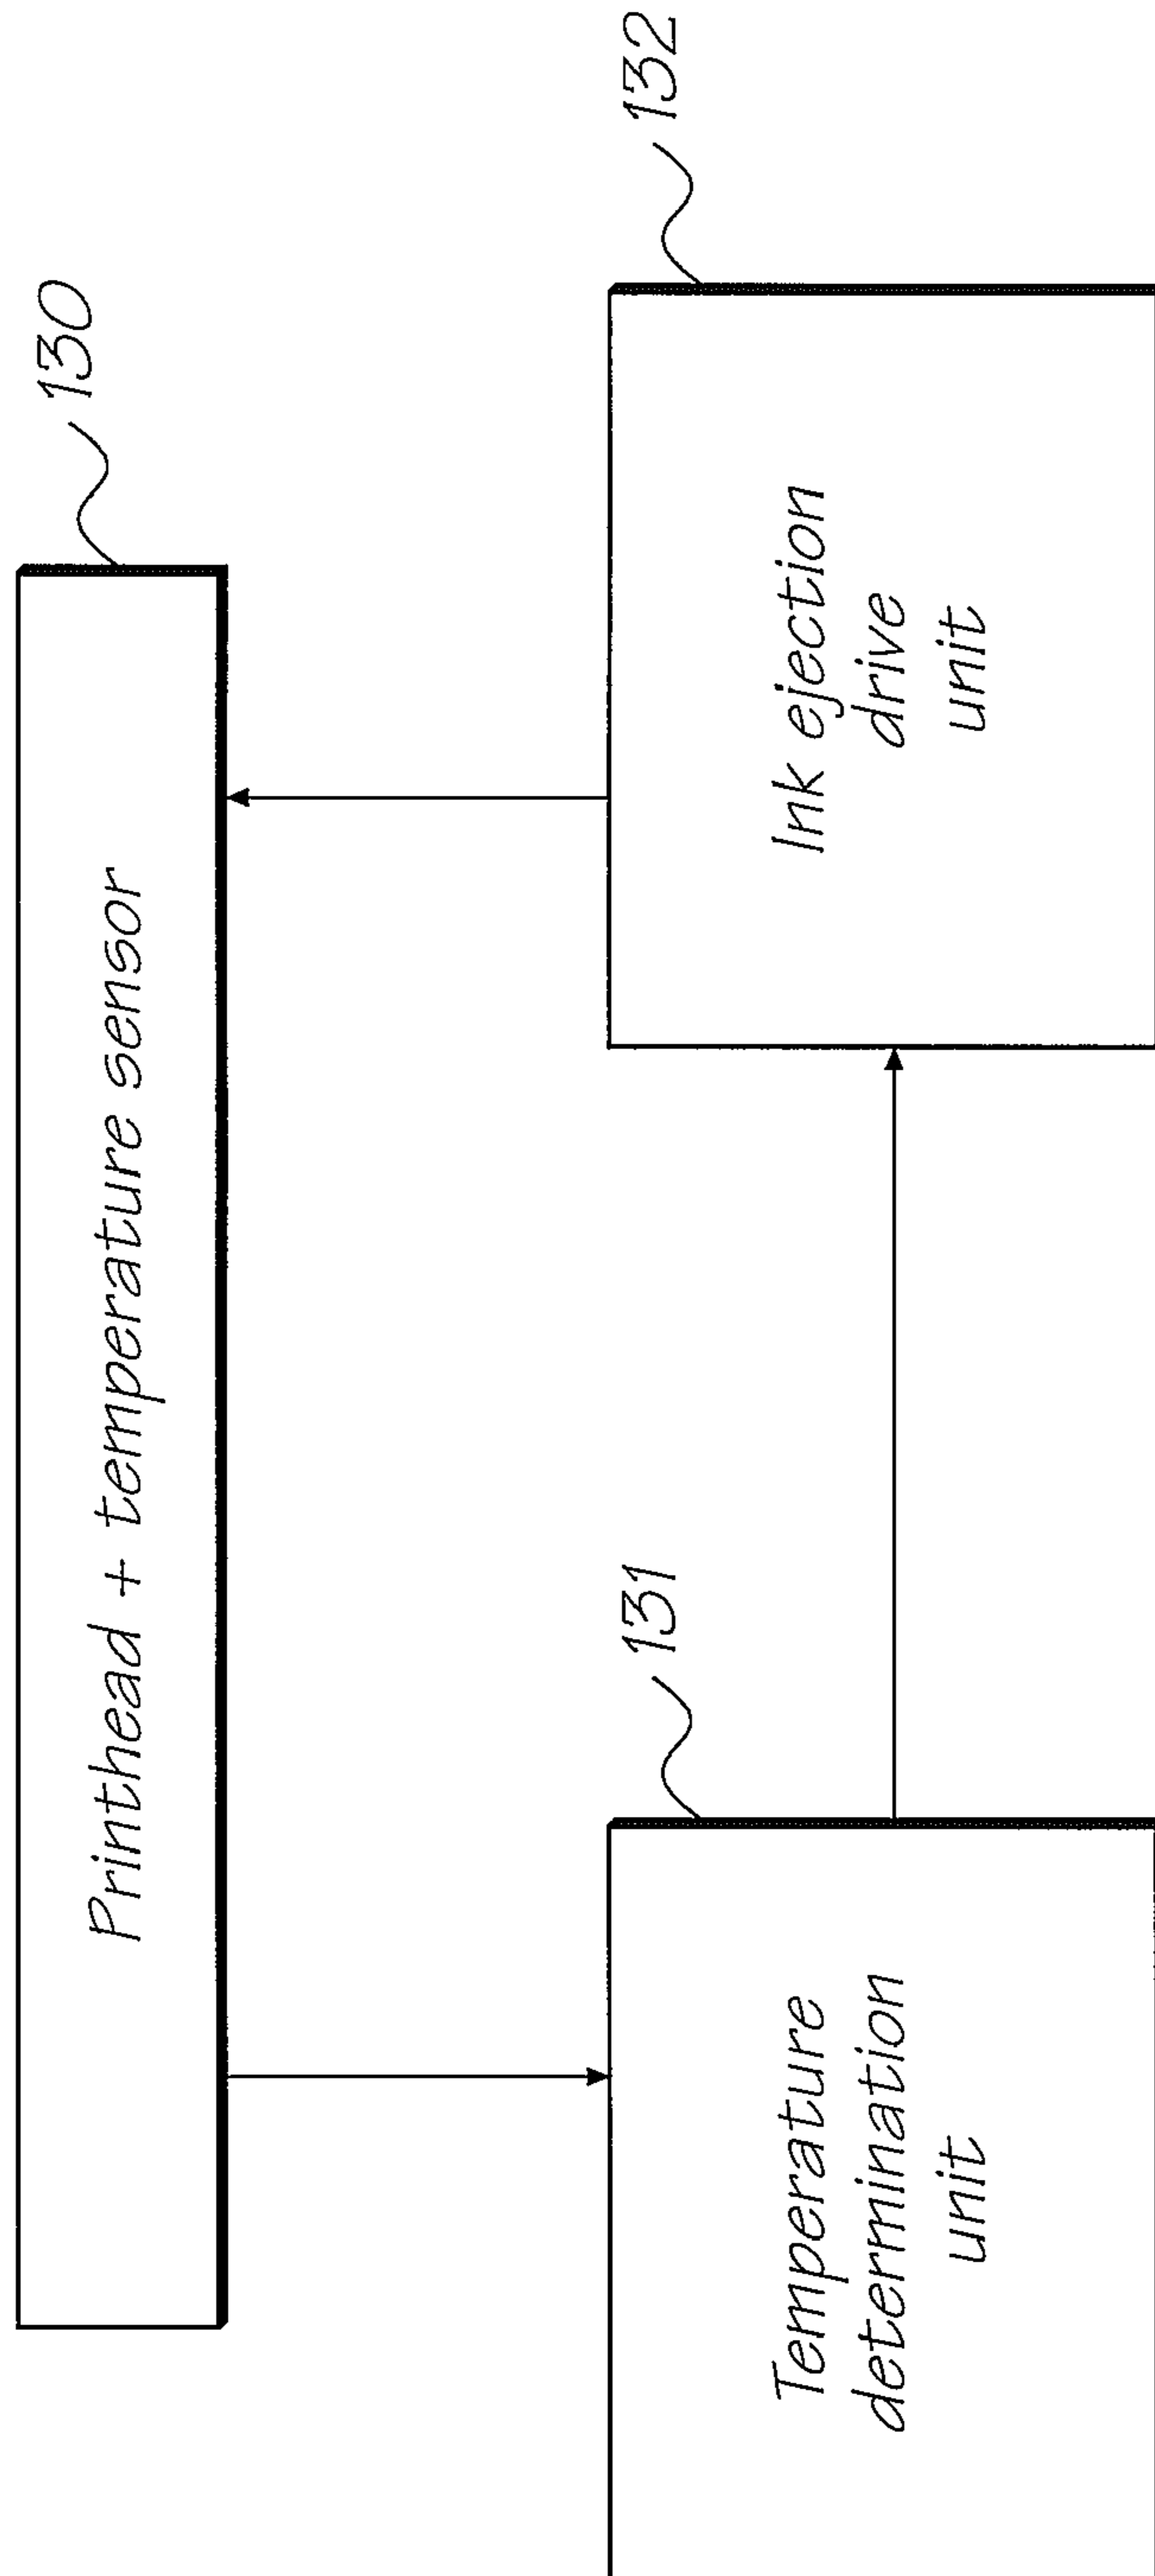 Printhead + temperature sensor
130
Temperature
determination
unit
131
Ink ejection
drive
unit
132